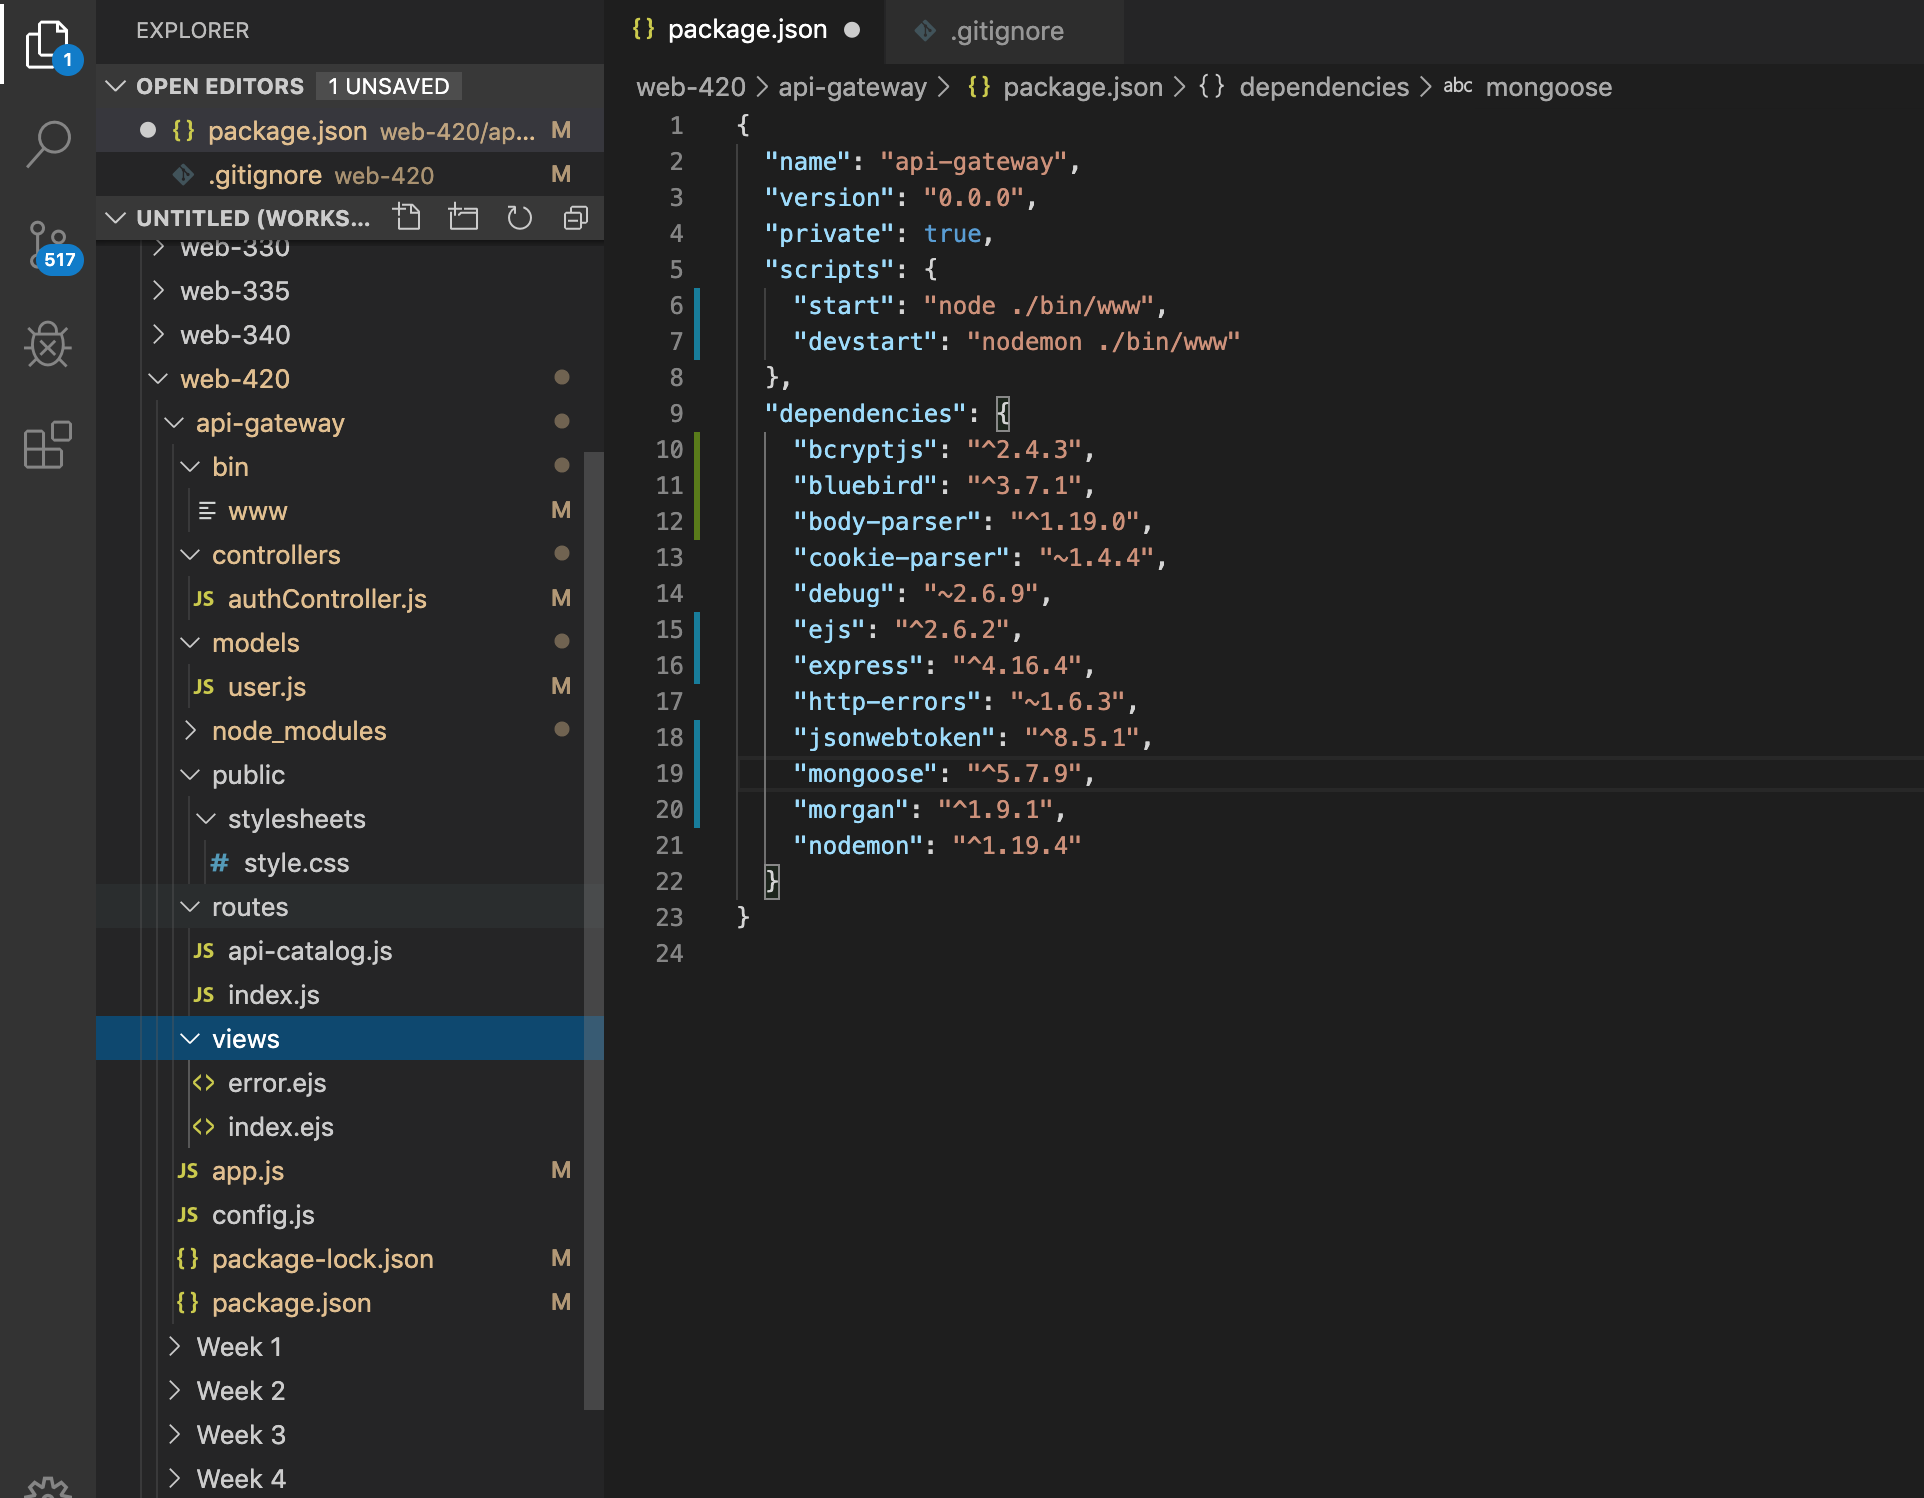 EXPLORER
1
OPEN EDITORS 1 UNSAVED
package.json web-420/ap... M
.gitignore web-420 M
UNTITLED (WORKS...
web-330
517
web-335
web-340
web-420
api-gateway
bin
www M
controllers
JS authController.js M
models
JS user.js M
node_modules
public
stylesheets
# style.css
routes
JS api-catalog.js
JS index.js
views
<> error.ejs
<> index.ejs
JS app.js M
JS config.js
{} package-lock.json M
{} package.json M
Week 1
Week 2
Week 3
Week 4
{} package.json
.gitignore
web-420 > api-gateway > {} package.json > {} dependencies > abc mongoose
1 {
2 "name": "api-gateway",
3 "version": "0.0.0",
4 "private": true,
5 "scripts": {
6 "start": "node ./bin/www",
7 "devstart": "nodemon ./bin/www"
8 },
9 "dependencies": {
10 "bcryptjs": "^2.4.3",
11 "bluebird": "^3.7.1",
12 "body-parser": "^1.19.0",
13 "cookie-parser": "~1.4.4",
14 "debug": "~2.6.9",
15 "ejs": "^2.6.2",
16 "express": "^4.16.4",
17 "http-errors": "~1.6.3",
18 "jsonwebtoken": "^8.5.1",
19 "mongoose": "^5.7.9",
20 "morgan": "^1.9.1",
21 "nodemon": "^1.19.4"
22 }
23 }
24